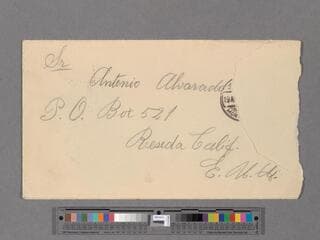 Sr
Antonio Alvarado
P. O. Box 521
Reseda Calif.
E. U. A.